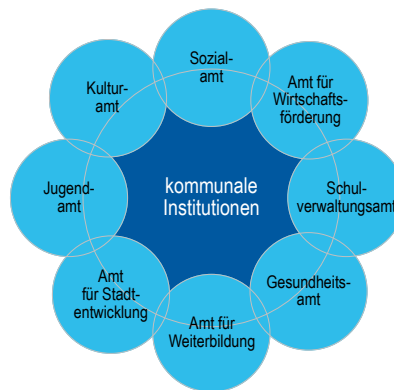 Sozial-
amt
Amt für
Wirtschafts-
förderung
Schul-
verwaltungsamt
Gesundheits-
amt
Amt für
Weiterbildung
Amt
für Stadt-
entwicklung
Jugend-
amt
Kultur-
amt
kommunale
Institutionen